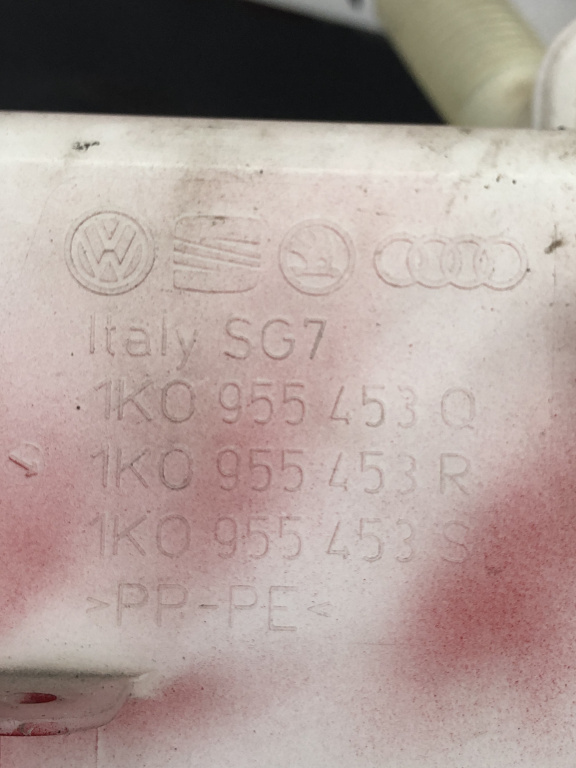 Italy SG7
1K0 955 453 Q
1K0 955 453 R
1K0 955 453 S
>PP-PE<